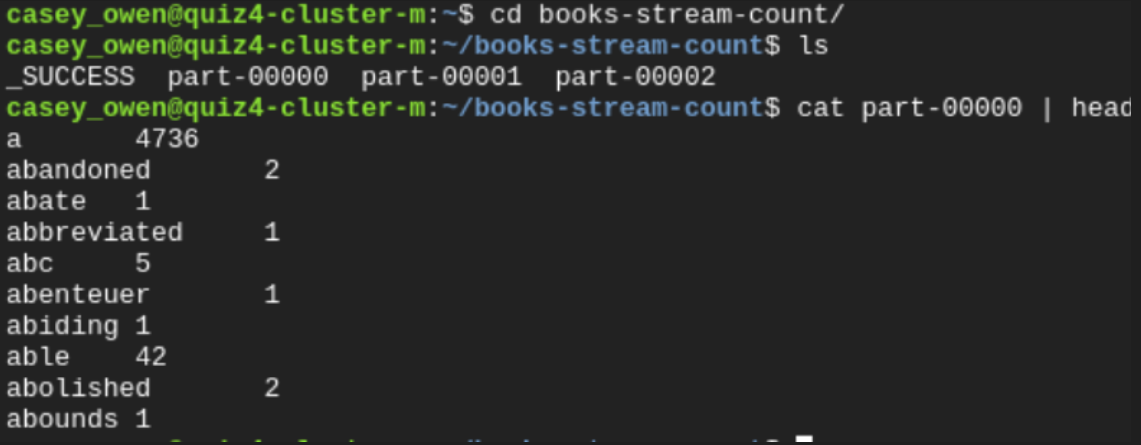 casey_owen@quiz4-cluster-m:~$ cd books-stream-count/
casey_owen@quiz4-cluster-m:~/books-stream-count$ ls
_SUCCESS  part-00000  part-00001  part-00002
casey_owen@quiz4-cluster-m:~/books-stream-count$ cat part-00000 | head
a       4736
abandoned       2
abate   1
abbreviated     1
abc     5
abenteuer       1
abiding 1
able    42
abolished       2
abounds 1